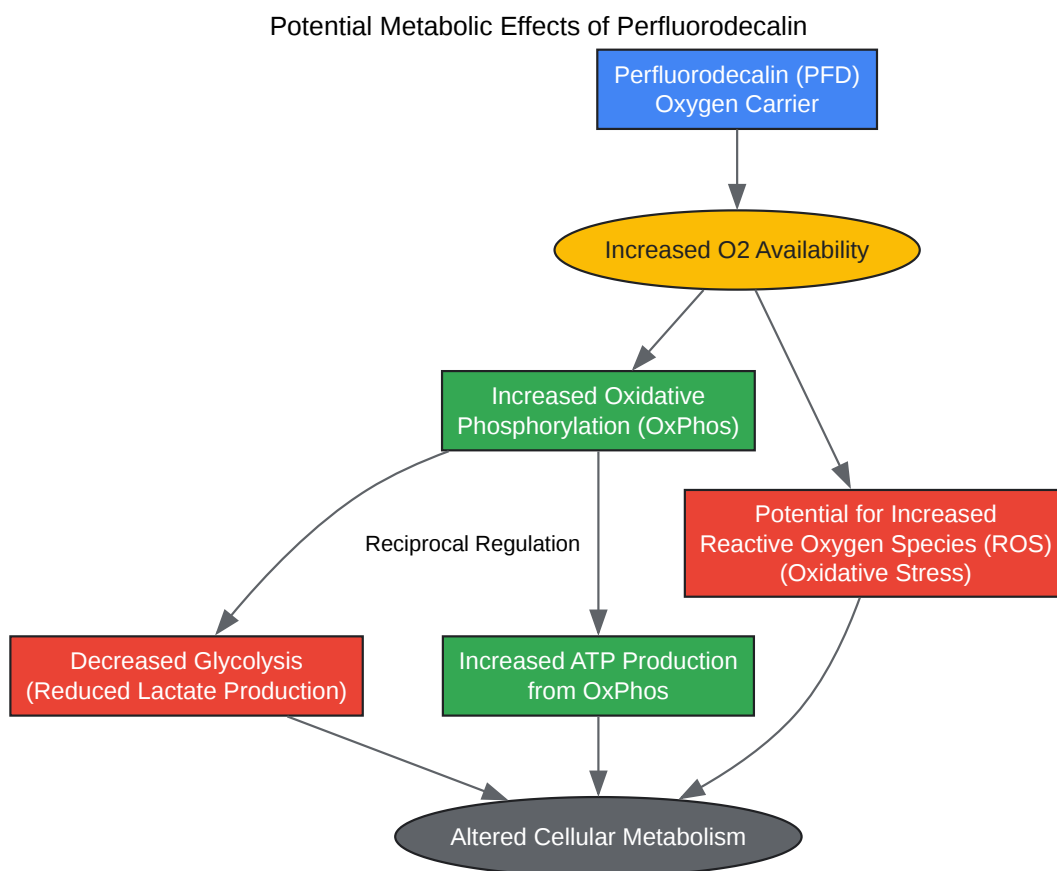 Potential Metabolic Effects of Perfluorodecalin
Perfluorodecalin (PFD)
Oxygen Carrier
Increased O2 Availability
Increased Oxidative
Phosphorylation (OxPhos)
Potential for Increased
Reactive Oxygen Species (ROS)
(Oxidative Stress)
Reciprocal Regulation
Decreased Glycolysis
(Reduced Lactate Production)
Increased ATP Production
from OxPhos
Altered Cellular Metabolism